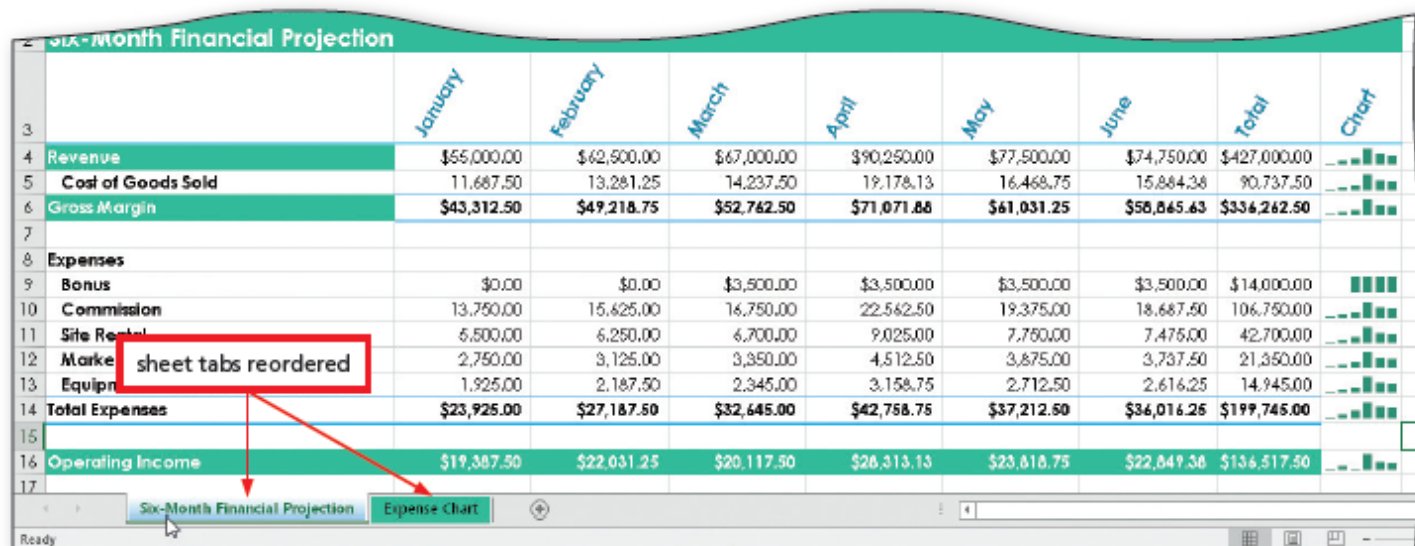 2 Six-Month Financial Projection
3 January February March April May June Total Chart
4 Revenue $55,000.00 $62,500.00 $67,000.00 $90,250.00 $77,500.00 $74,750.00 $427,000.00
5 Cost of Goods Sold 11,687.50 13,281.25 14,237.50 19,178.13 16,468.75 15,884.38 90,737.50
6 Gross Margin $43,312.50 $49,218.75 $52,762.50 $71,071.88 $61,031.25 $58,865.63 $336,262.50
7
8 Expenses
9 Bonus $0.00 $0.00 $3,500.00 $3,500.00 $3,500.00 $3,500.00 $14,000.00
10 Commission 13,750.00 15,625.00 16,750.00 22,562.50 19,375.00 18,687.50 106,750.00
11 Site Rental 5,500.00 6,250.00 6,700.00 9,025.00 7,750.00 7,475.00 42,700.00
12 Marke 2,750.00 3,125.00 3,350.00 4,512.50 3,875.00 3,737.50 21,350.00
sheet tabs reordered
13 Equipm 1,925.00 2,187.50 2,345.00 3,158.75 2,712.50 2,616.25 14,945.00
14 Total Expenses $23,925.00 $27,187.50 $32,645.00 $42,758.75 $37,212.50 $36,016.25 $199,745.00
15
16 Operating Income $19,387.50 $22,031.25 $20,117.50 $28,313.13 $23,818.75 $22,849.38 $136,517.50
17
Six-Month Financial Projection Expense Chart
Ready